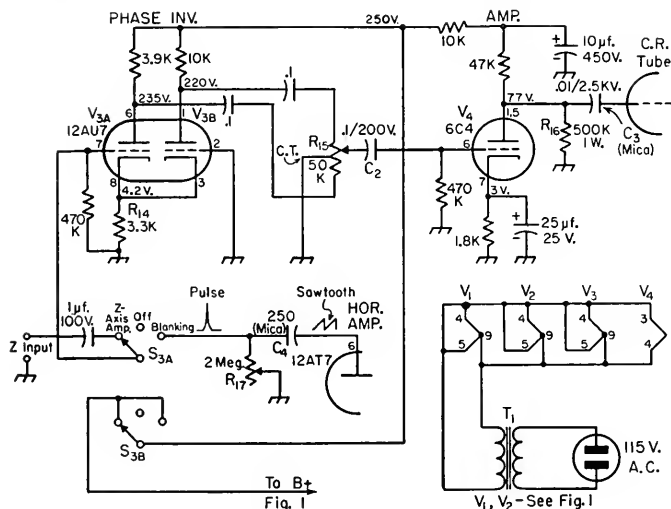 PHASE INV.
250V.
AMP.
3.9K
10K
10K
47K
+
10μf.
450V.
C.R.
Tube
220V.
.1
235V.
.1
77V.
.01/2.5KV.
6
1
V3A
12AU7
V3B
7
2
8
3
4.2V.
C.T.
R15
50
K
.1/200V.
C2
V4
6C4
1,5
6
7
3V.
R16
500K
1W.
C3
(Mica)
470
K
R14
3.3K
470
K
1.8K
+
25μf.
25 V.
Z Input
1μf.
100V.
Z-
Axis
Amp.
Off
Blanking
S3A
Pulse
250
(Mica)
C4
Sawtooth
HOR.
AMP.
6
12AT7
2 Meg.
R17
S3B
To B+
Fig. 1
V1
V2
V3
V4
4
9
5
4
9
5
4
9
5
3
4
T1
115V.
A.C.
V1, V2-See Fig.1